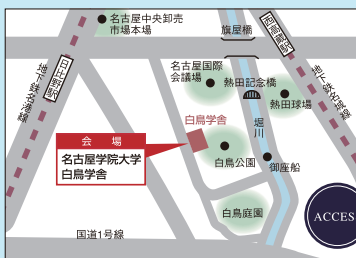 名古屋中央卸売
市場本場
旗屋橋
西高蔵駅
日比野駅
地下鉄名港線
名古屋国際
会議場
熱田記念橋
熱田球場
地下鉄名城線
白鳥学舎
堀川
会場
名古屋学院大学
白鳥学舎
白鳥公園
御座船
白鳥庭園
ACCES
国道1号線